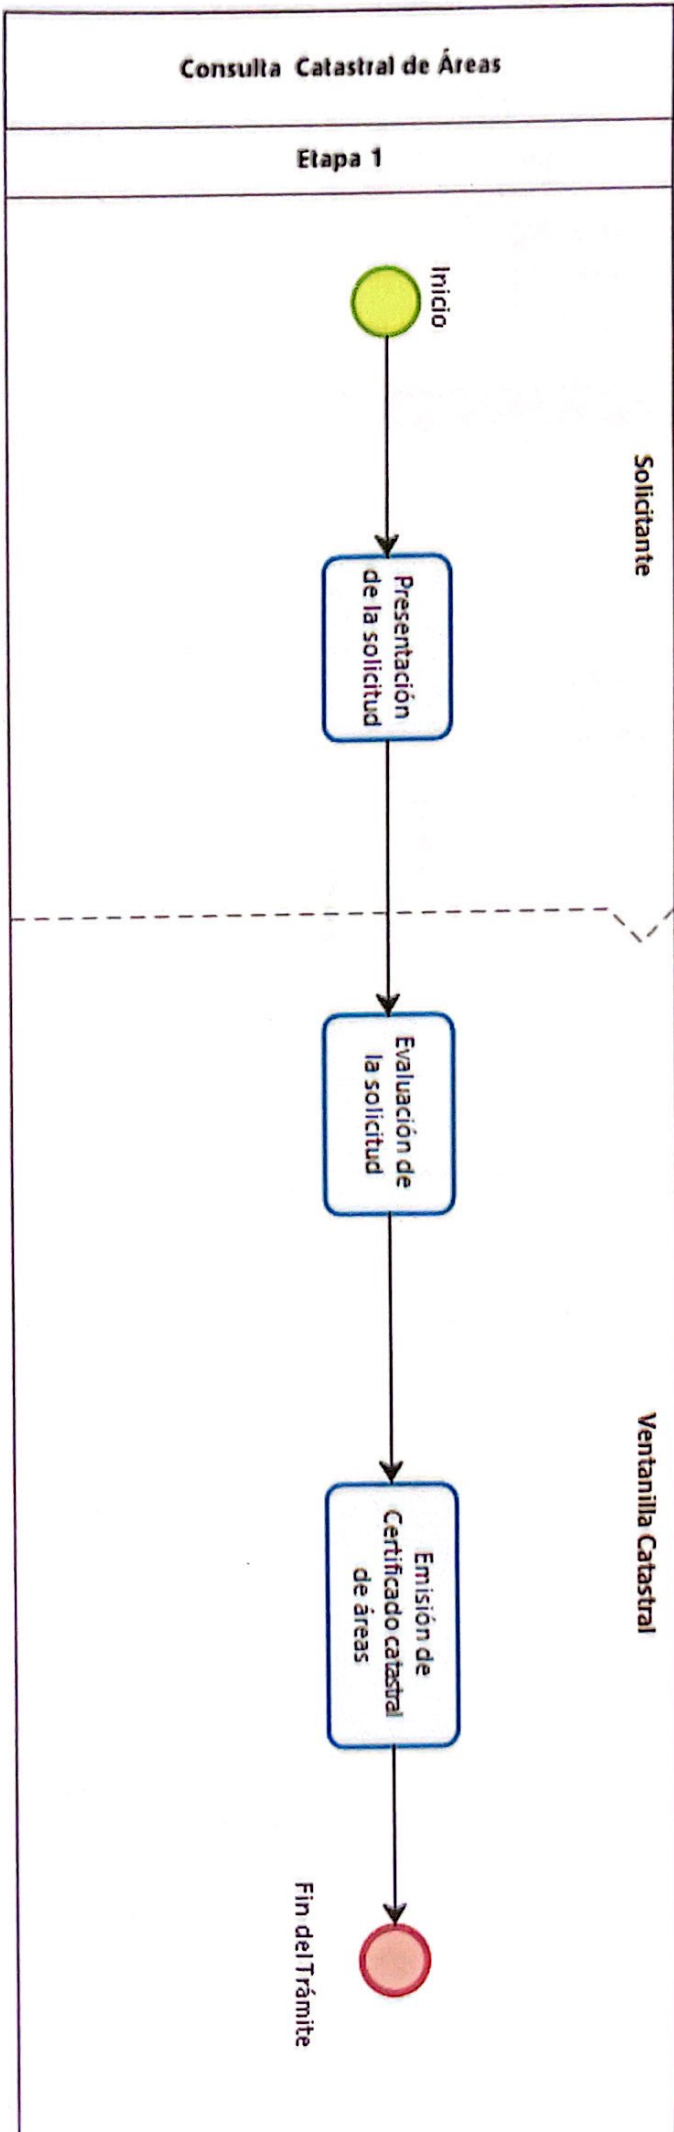 Consulta Catastral de Áreas
Etapa 1
Solicitante
Inicio
Presentación
de la solicitud
Ventanilla Catastral
Evaluación de
la solicitud
Emisión de
Certificado catastral
de áreas
Fin del Trámite